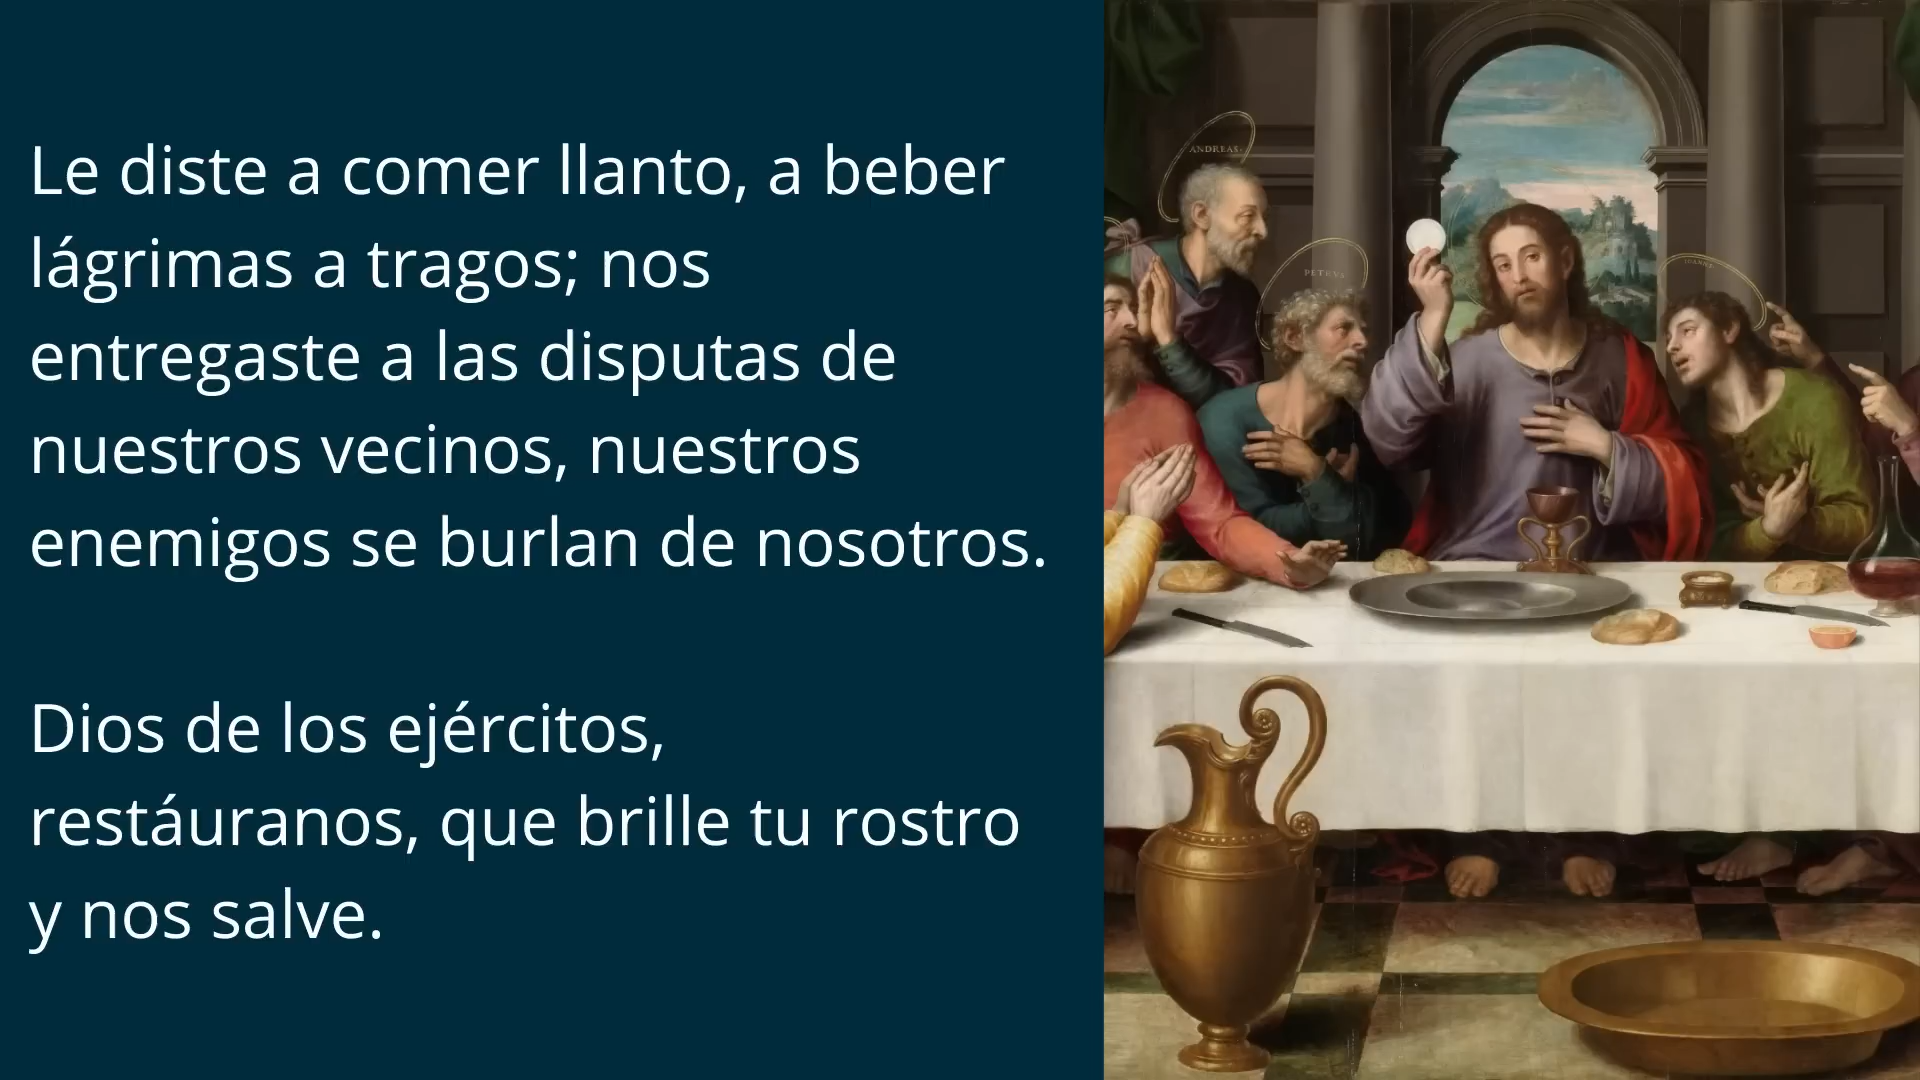 Le diste a comer llanto, a beber
lágrimas a tragos; nos
entregaste a las disputas de
nuestros vecinos, nuestros
enemigos se burlan de nosotros.
Dios de los ejércitos,
restáuranos, que brille tu rostro
y nos salve.
ANDREAS
PETRVS